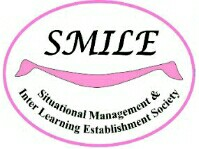 SMILE
Situational Management &
Inter Learning Establishment Society